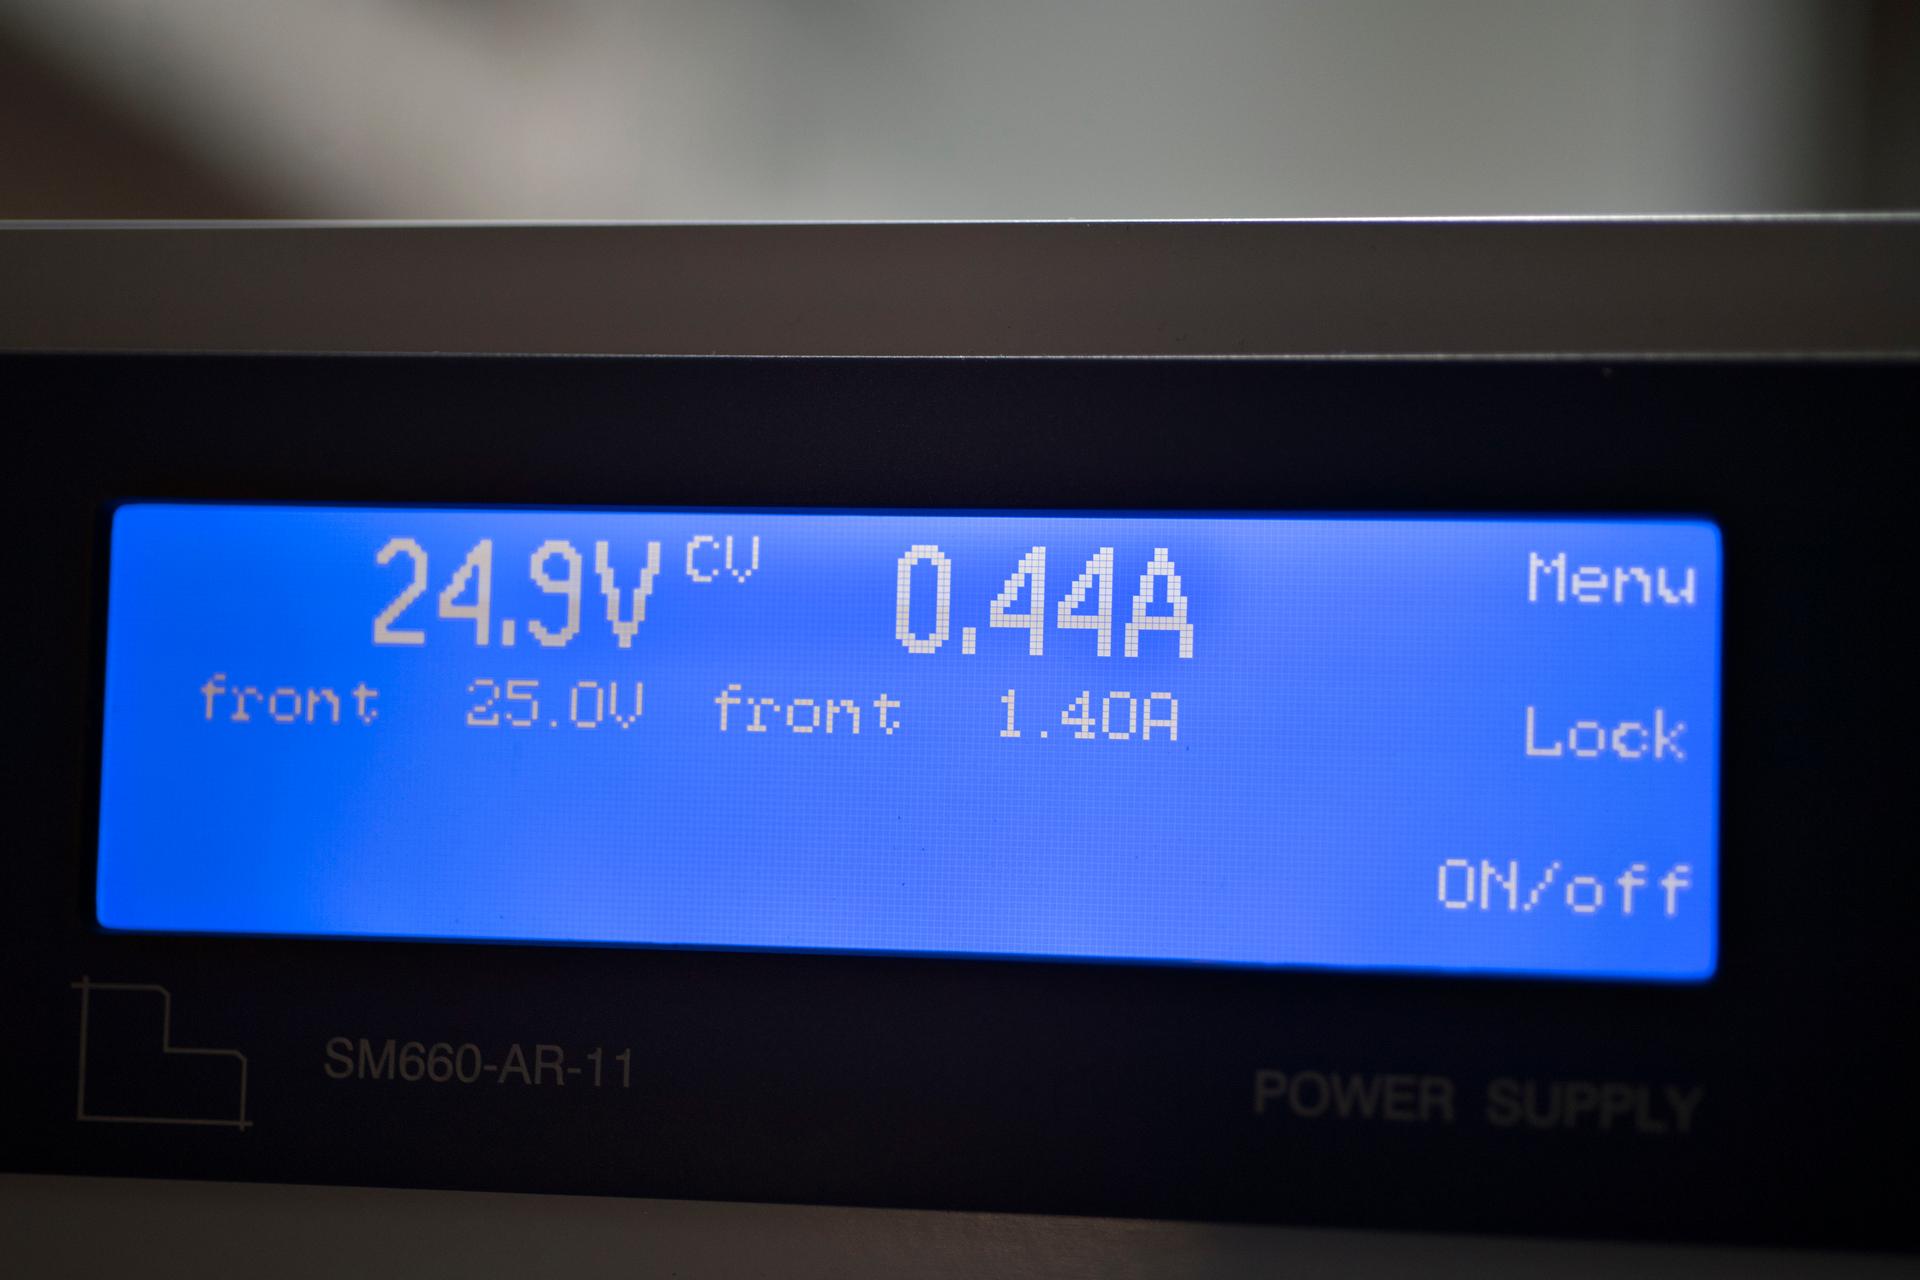 24.9V CV 0.44A Menu
front 25.0V front 1.40A Lock
ON/off
SM660-AR-11 POWER SUPPLY